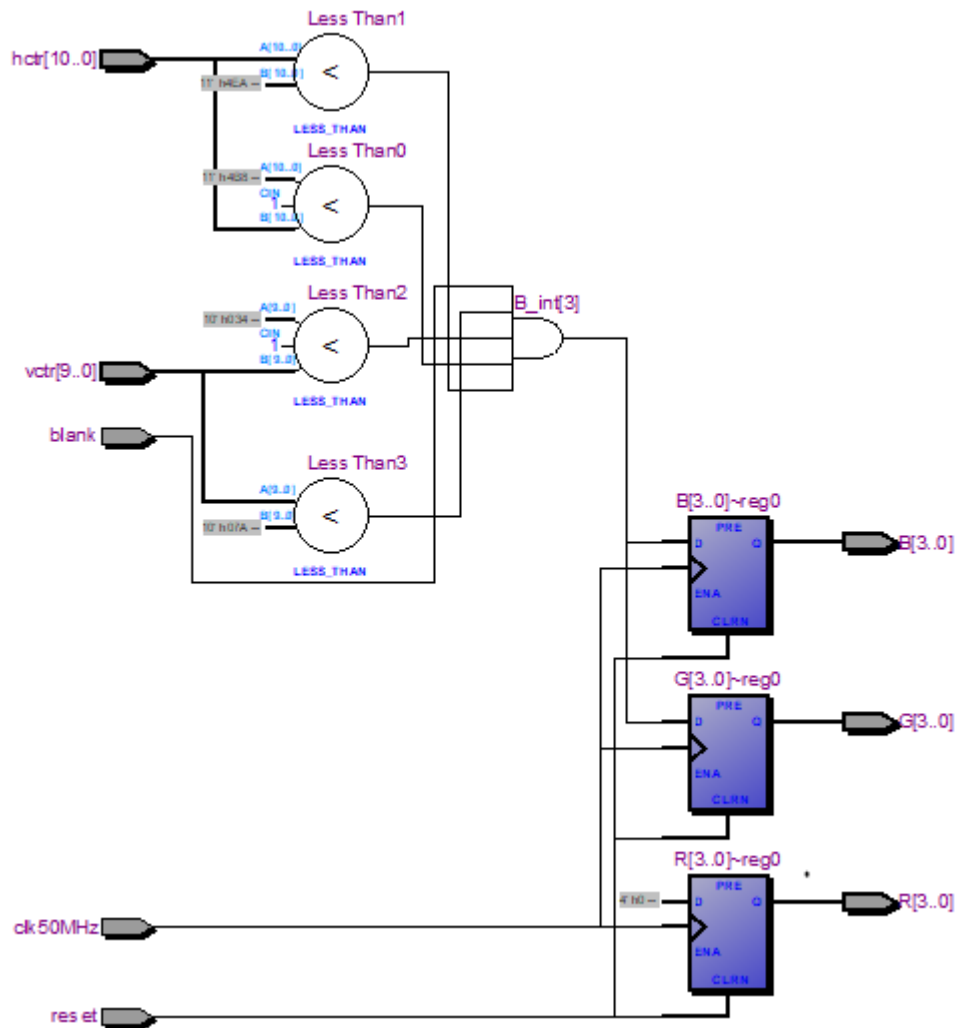 Less Than1
hctr[10..0]
A[10..0]
B[10..0]
11' h4EA --
<
LESS_THAN
Less Than0
A[10..0]
11' h4B8 --
CIN
1
B[10..0]
<
LESS_THAN
Less Than2
A[9..0]
10' h034 --
CIN
1
B[9..0]
<
LESS_THAN
B_int[3]
vctr[9..0]
blank
Less Than3
A[9..0]
B[9..0]
10' h07A --
<
LESS_THAN
B[3..0]~reg0
PRE
D Q
ENA
CLRN
B[3..0]
G[3..0]~reg0
PRE
D Q
ENA
CLRN
G[3..0]
R[3..0]~reg0
PRE
4' h0 --
D Q
ENA
CLRN
R[3..0]
clk50MHz
reset